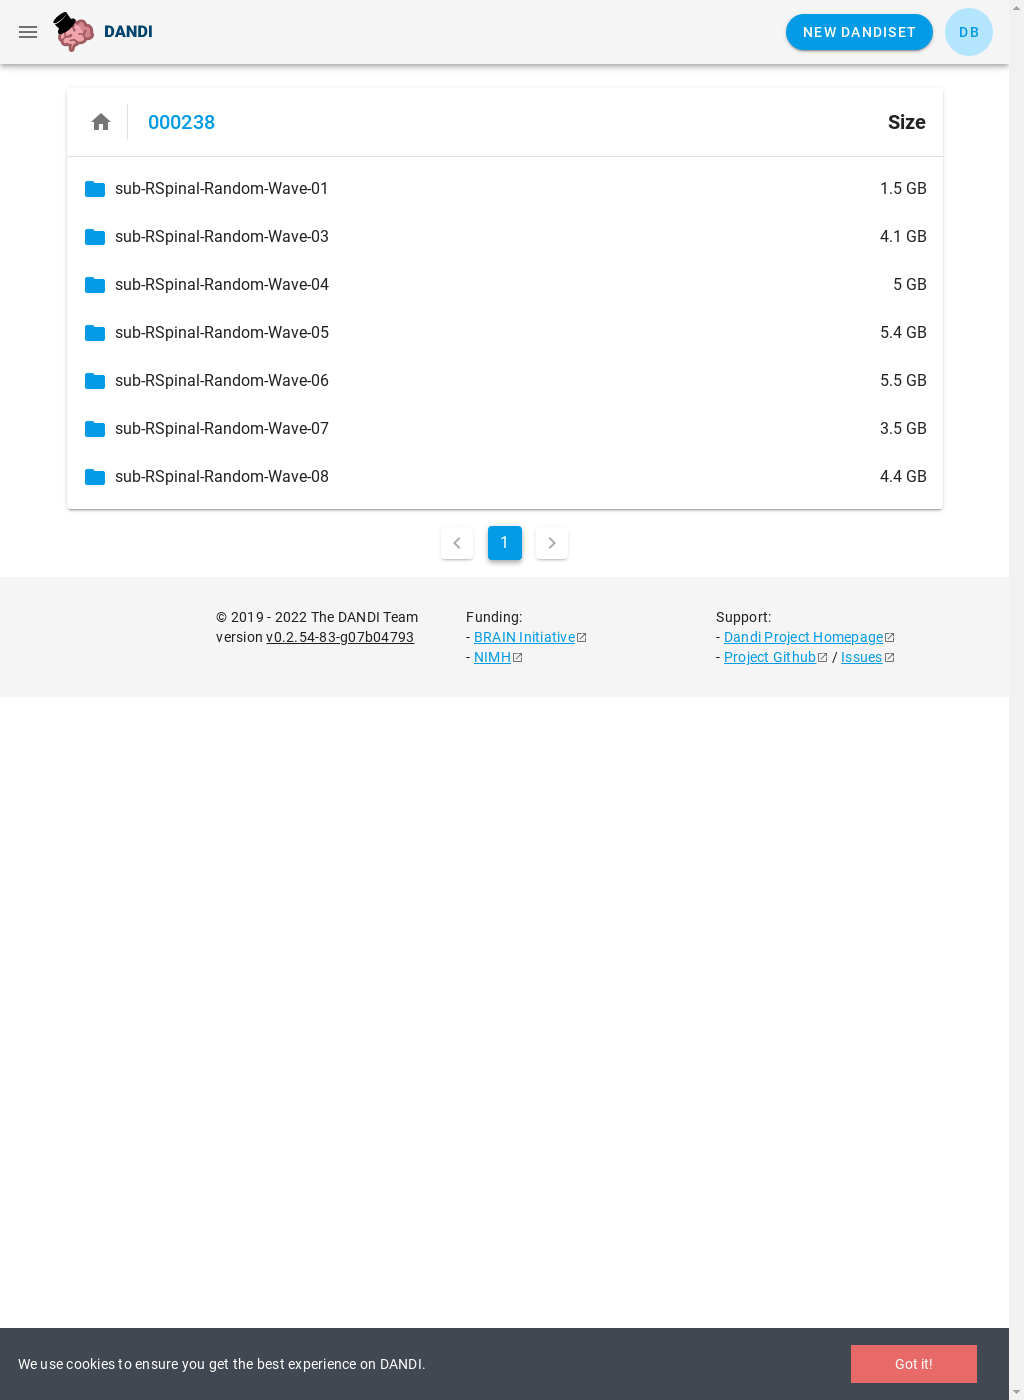 DANDI
NEW DANDISET
DB
000238
Size
sub-RSpinal-Random-Wave-01 1.5 GB
sub-RSpinal-Random-Wave-03 4.1 GB
sub-RSpinal-Random-Wave-04 5 GB
sub-RSpinal-Random-Wave-05 5.4 GB
sub-RSpinal-Random-Wave-06 5.5 GB
sub-RSpinal-Random-Wave-07 3.5 GB
sub-RSpinal-Random-Wave-08 4.4 GB
1
© 2019 - 2022 The DANDI Team
version v0.2.54-83-g07b04793
Funding:
- BRAIN Initiative
- NIMH
Support:
- Dandi Project Homepage
- Project Github / Issues
We use cookies to ensure you get the best experience on DANDI.
Got it!